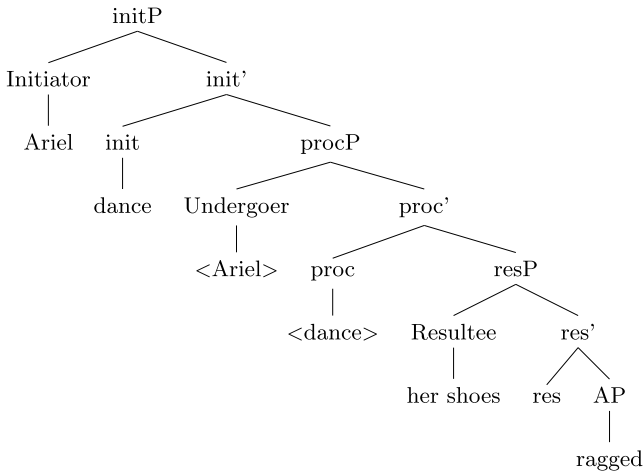 initP
Initiator init'
Ariel init procP
dance Undergoer proc'
<Ariel> proc resP
<dance> Resultee res'
her shoes res AP
ragged